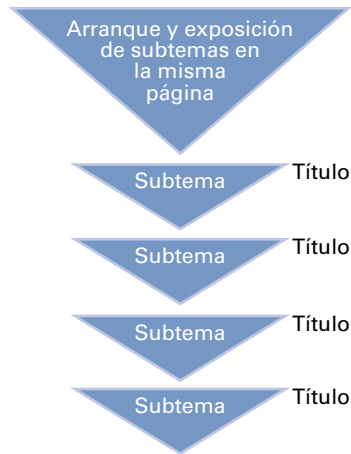 Arranque y exposición
de subtemas en
la misma
página
Subtema
Título
Subtema
Título
Subtema
Título
Subtema
Título